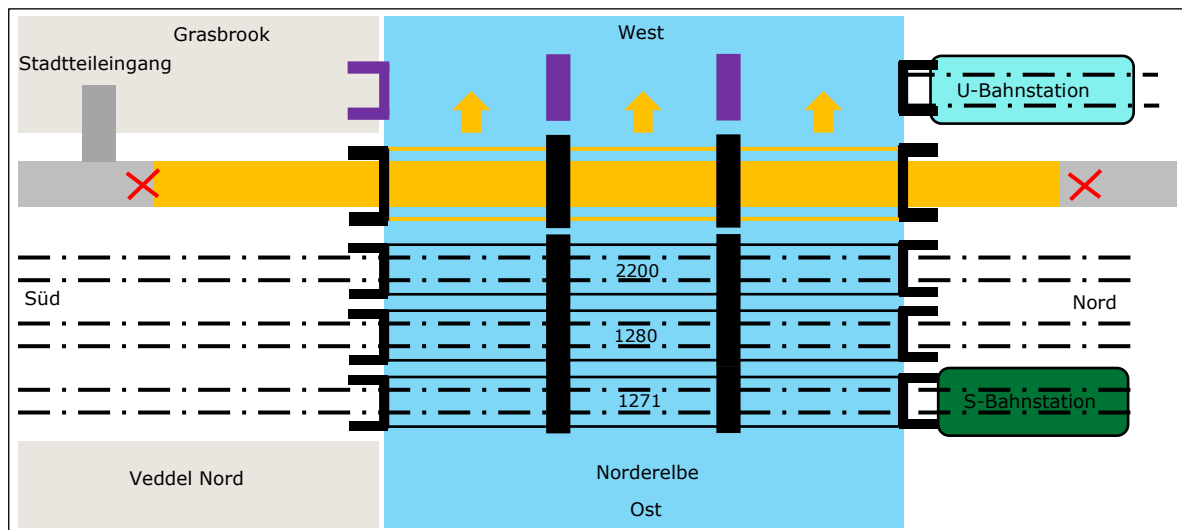 Grasbrook
West
Stadtteileingang
U-Bahnstation
2200
Süd
Nord
1280
1271
S-Bahnstation
Veddel Nord
Norderelbe
Ost